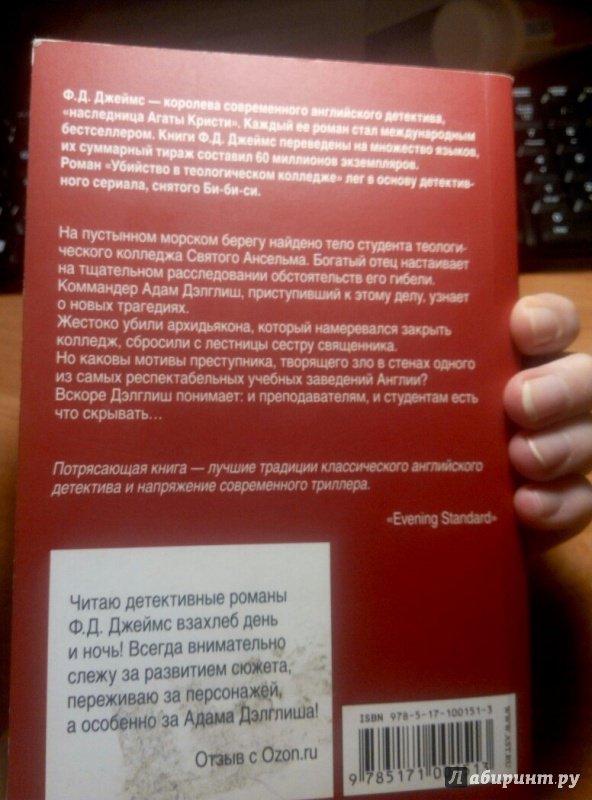 Ф.Д. Джеймс — королева современного английского детектива,
«наследница Агаты Кристи». Каждый ее роман стал международным
бестселлером. Книги Ф.Д. Джеймс переведены на множество языков,
их суммарный тираж составил 60 миллионов экземпляров.
Роман «Убийство в теологическом колледже» лег в основу детектив-
ного сериала, снятого Би-би-си.
На пустынном морском берегу найдено тело студента теологи-
ческого колледжа Святого Ансельма. Богатый отец настаивает
на тщательном расследовании обстоятельств его гибели.
Коммандер Адам Дэлглиш, приступивший к этому делу, узнает
о новых трагедиях.
Жестоко убили архидьякона, который намеревался закрыть
колледж, сбросили с лестницы сестру священника.
Но каковы мотивы преступника, творящего зло в стенах одного
из самых респектабельных учебных заведений Англии?
Вскоре Дэлглиш понимает: и преподавателям, и студентам есть
что скрывать...
Потрясающая книга — лучшие традиции классического английского
детектива и напряжение современного триллера.
«Evening Standard»
Читаю детективные романы
Ф.Д. Джеймс взахлеб день
и ночь! Всегда внимательно
слежу за развитием сюжета,
переживаю за персонажей,
а особенно за Адама Дэлглиша!
Отзыв с Ozon.ru
ISBN 978-5-17-100151-3
WWW.AST.RU
9 785171
Лабиринт.ру